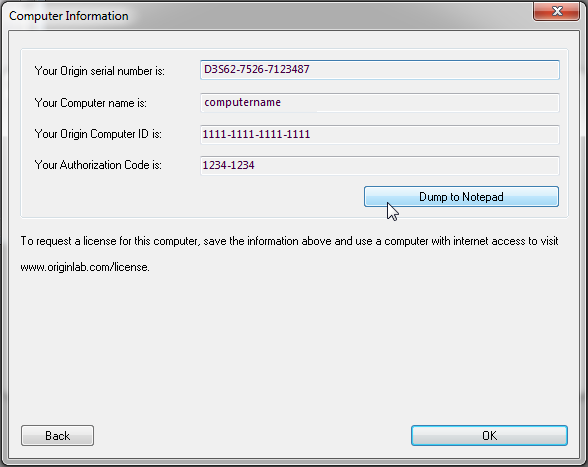 Computer Information
Your Origin serial number is: D3S62-7526-7123487
Your Computer name is: computername
Your Origin Computer ID is: 1111-1111-1111-1111
Your Authorization Code is: 1234-1234
Dump to Notepad
To request a license for this computer, save the information above and use a computer with internet access to visit
www.originlab.com/license.
Back OK